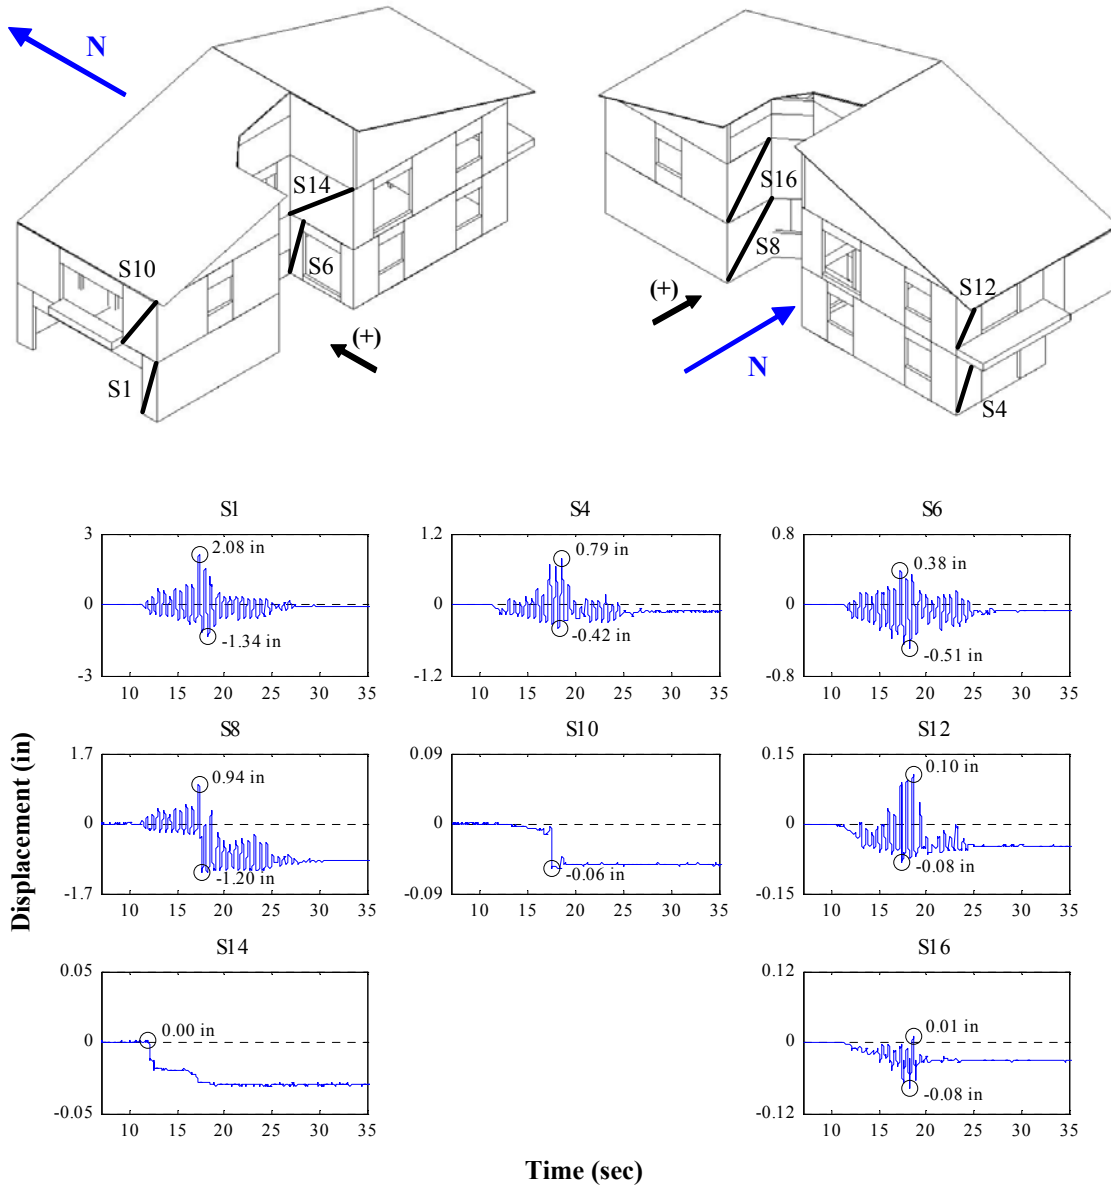 N
S14
S10
S6
(+)
S1
S16
S8
S12
(+)
N
S4
S1
S4
S6
3
0
-3
2.08 in
-1.34 in
10 15 20 25 30 35
1.2
0
-1.2
0.79 in
-0.42 in
10 15 20 25 30 35
0.8
0
-0.8
0.38 in
-0.51 in
10 15 20 25 30 35
S8
S10
S12
1.7
0
-1.7
0.94 in
-1.20 in
10 15 20 25 30 35
0.09
0
-0.09
-0.06 in
10 15 20 25 30 35
0.15
0
-0.15
0.10 in
-0.08 in
10 15 20 25 30 35
S14
S16
0.05
0
-0.05
0.00 in
10 15 20 25 30 35
0.12
0
-0.12
0.01 in
-0.08 in
10 15 20 25 30 35
Displacement (in)
Time (sec)